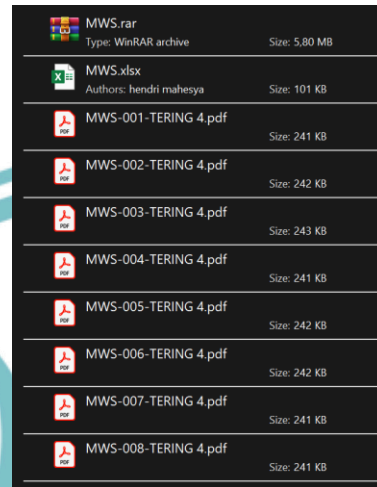 MWS.rar
Type: WinRAR archive Size: 5,80 MB
MWS.xlsx
Authors: hendri mahesya Size: 101 KB
MWS-001-TERING 4.pdf
Size: 241 KB
MWS-002-TERING 4.pdf
Size: 242 KB
MWS-003-TERING 4.pdf
Size: 243 KB
MWS-004-TERING 4.pdf
Size: 241 KB
MWS-005-TERING 4.pdf
Size: 242 KB
MWS-006-TERING 4.pdf
Size: 242 KB
MWS-007-TERING 4.pdf
Size: 241 KB
MWS-008-TERING 4.pdf
Size: 241 KB